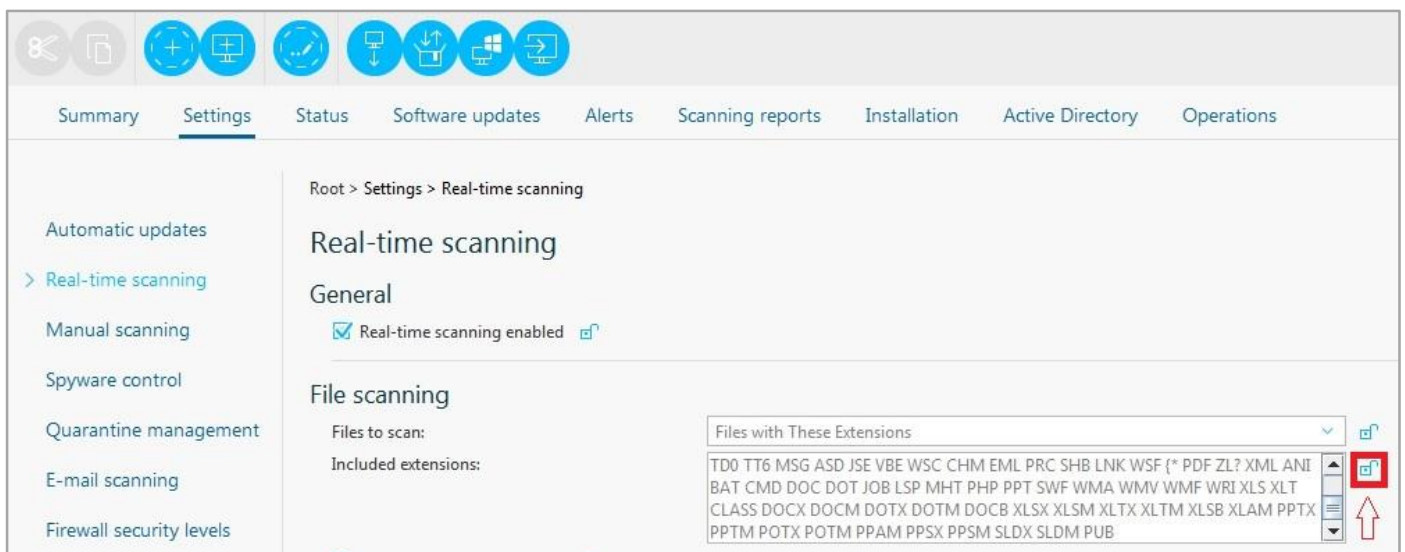 Summary Settings Status Software updates Alerts Scanning reports Installation Active Directory Operations
Root > Settings > Real-time scanning
Automatic updates
Real-time scanning
Manual scanning
Spyware control
Quarantine management
E-mail scanning
Firewall security levels
Real-time scanning
General
Real-time scanning enabled
File scanning
Files to scan: Files with These Extensions
Included extensions:
TD0 TT6 MSG ASD JSE VBE WSC CHM EML PRC SHB LNK WSF {* PDF ZL? XML ANI
BAT CMD DOC DOT JOB LSP MHT PHP PPT SWF WMA WMV WMF WRI XLS XLT
CLASS DOCX DOCM DOTX DOTM DOCB XLSX XLSM XLTX XLTM XLSB XLAM PPTX
PPTM POTX POTM PPAM PPSX PPSM SLDX SLDM PUB